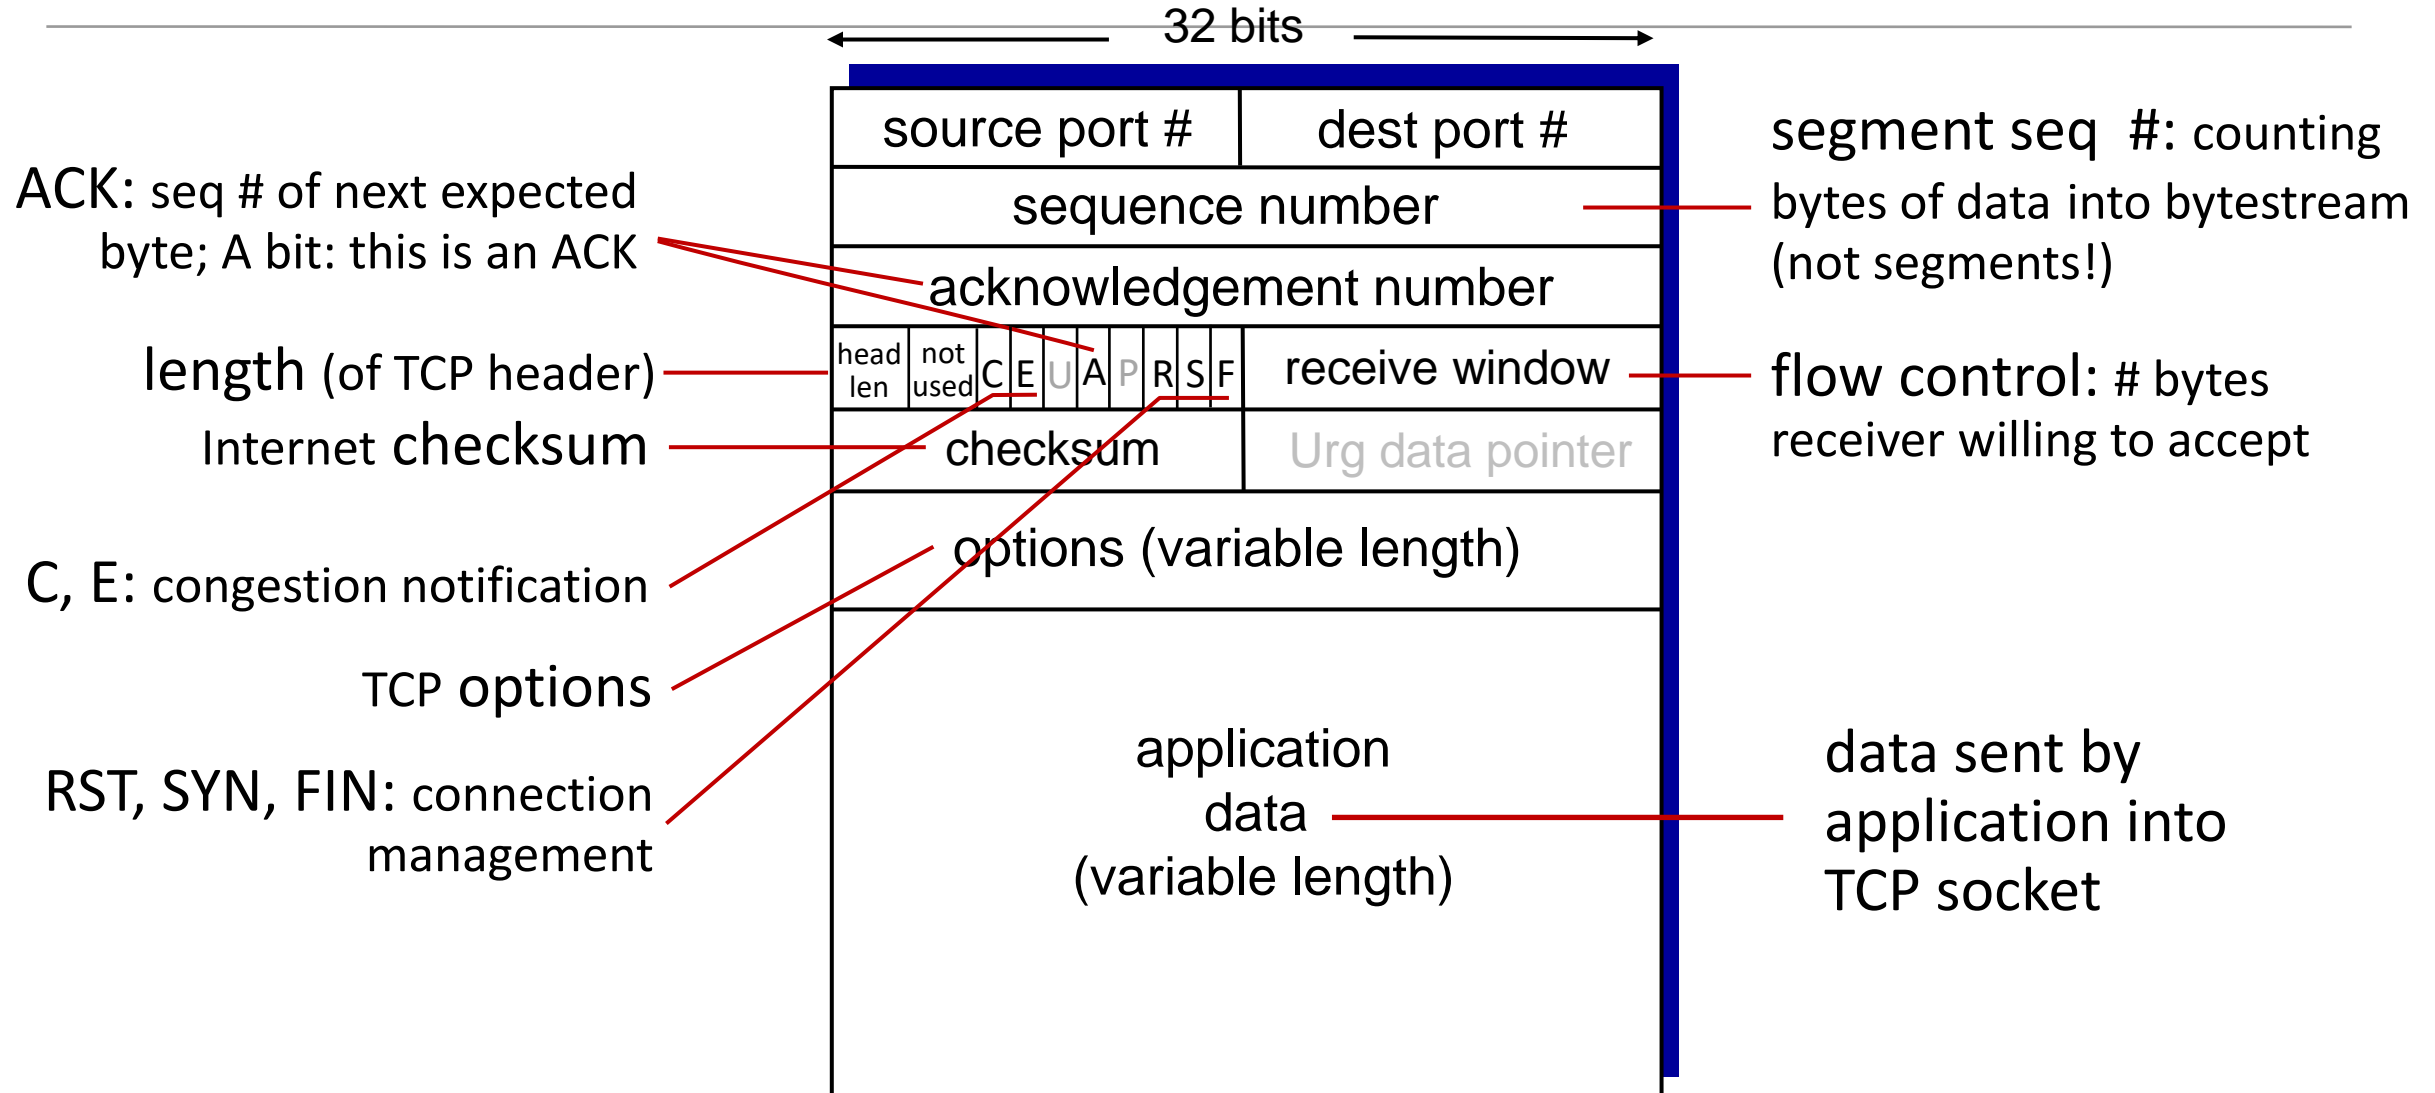 32 bits
source port #
dest port #
segment seq #: counting
bytes of data into bytestream
(not segments!)
ACK: seq # of next expected
byte; A bit: this is an ACK
sequence number
acknowledgement number
length (of TCP header)
head
len
not
used
C
E
U
A
P
R
S
F
receive window
flow control: # bytes
receiver willing to accept
Internet checksum
checksum
Urg data pointer
C, E: congestion notification
options (variable length)
TCP options
RST, SYN, FIN: connection
management
application
data
(variable length)
data sent by
application into
TCP socket